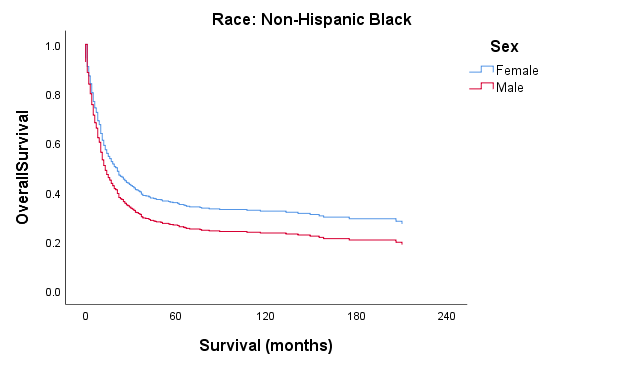 Race: Non-Hispanic Black
Sex
Female
Male
OverallSurvival
1.0
0.8
0.6
0.4
0.2
0.0
0 60 120 180 240
Survival (months)